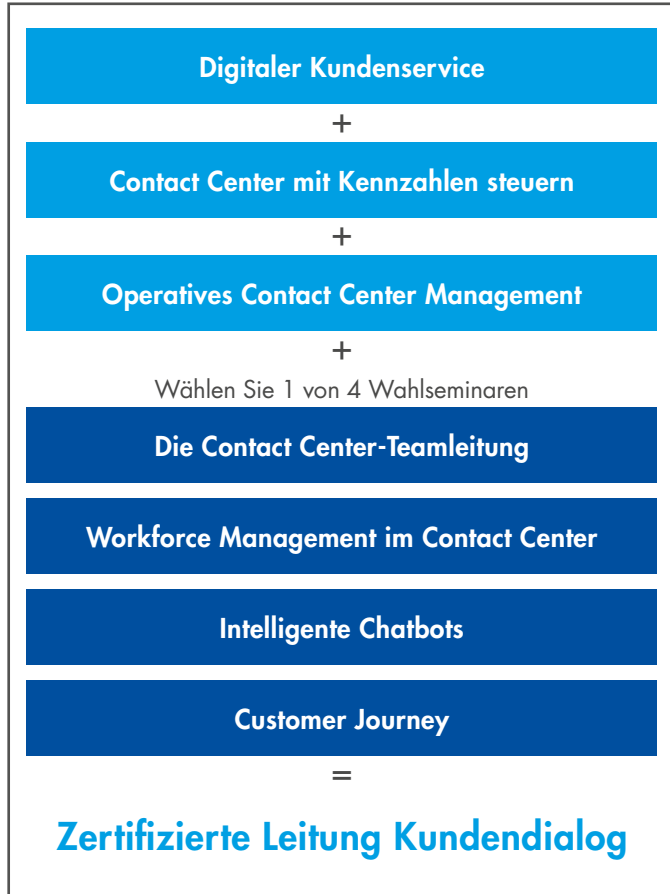 Digitaler Kundenservice
+
Contact Center mit Kennzahlen steuern
+
Operatives Contact Center Management
+
Wählen Sie 1 von 4 Wahlseminaren
Die Contact Center-Teamleitung
Workforce Management im Contact Center
Intelligente Chatbots
Customer Journey
=
Zertifizierte Leitung Kundendialog